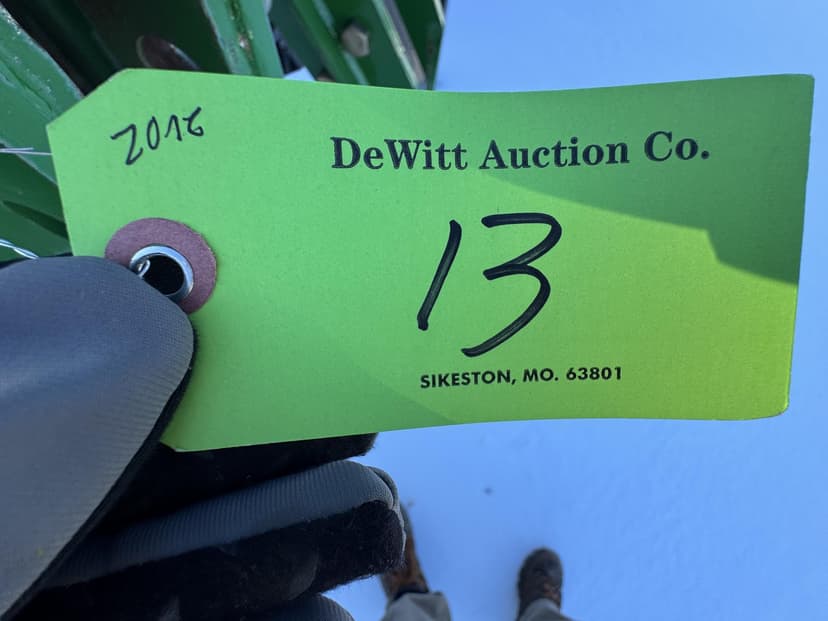 2016
DeWitt Auction Co.
13
SIKESTON, MO. 63801